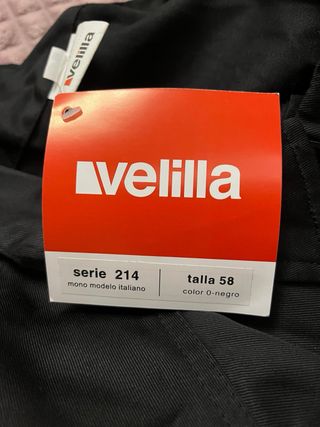 velilla
velilla
serie 214
mono modelo italiano
talla 58
color 0-negro